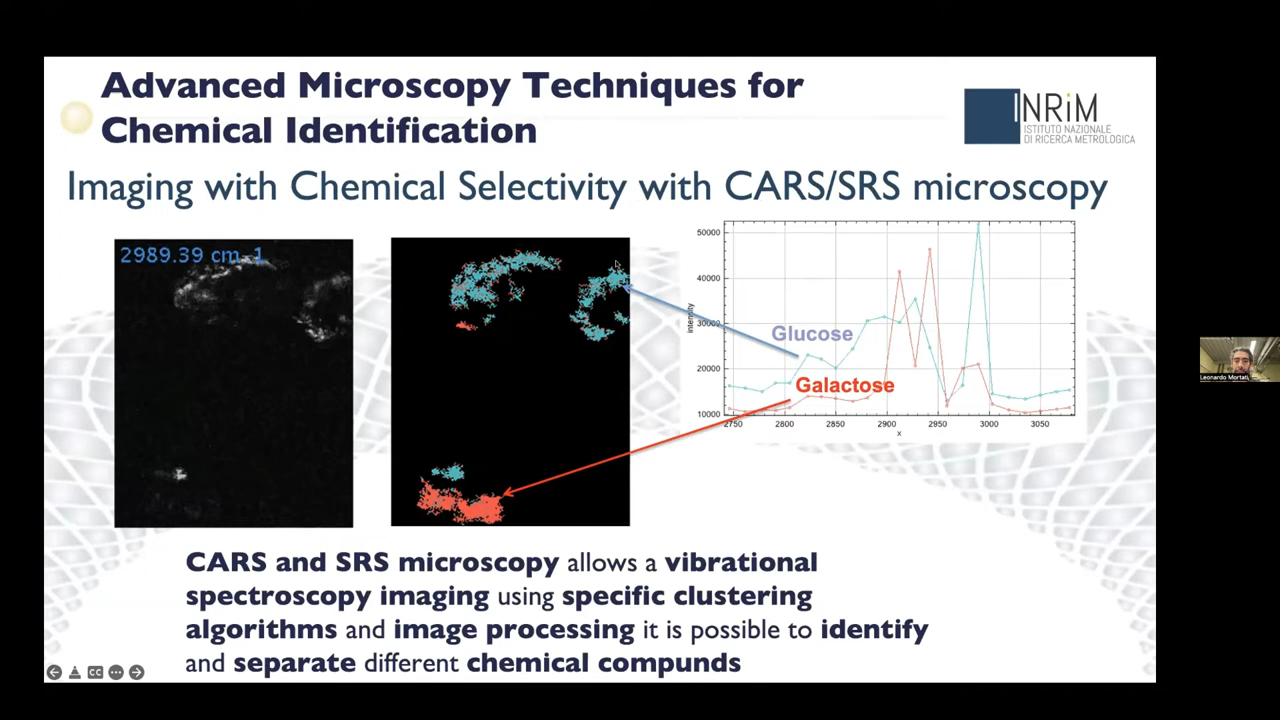 Advanced Microscopy Techniques for
Chemical Identification
INRiM
ISTITUTO NAZIONALE
DI RICERCA METROLOGICA
Imaging with Chemical Selectivity with CARS/SRS microscopy
2989.39 cm-1
50000
40000
30000
20000
10000
intensity
Glucose
Galactose
2750 2800 2850 2900 2950 3000 3050
x
Leonardo Mortati
CARS and SRS microscopy allows a vibrational
spectroscopy imaging using specific clustering
algorithms and image processing it is possible to identify
and separate different chemical compunds
CC